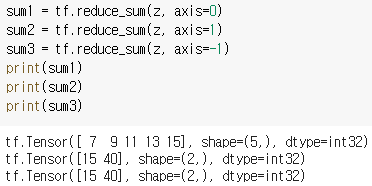 sum1 = tf.reduce_sum(z, axis=0)
sum2 = tf.reduce_sum(z, axis=1)
sum3 = tf.reduce_sum(z, axis=-1)
print(sum1)
print(sum2)
print(sum3)
tf.Tensor([ 7  9 11 13 15], shape=(5,), dtype=int32)
tf.Tensor([15 40], shape=(2,), dtype=int32)
tf.Tensor([15 40], shape=(2,), dtype=int32)